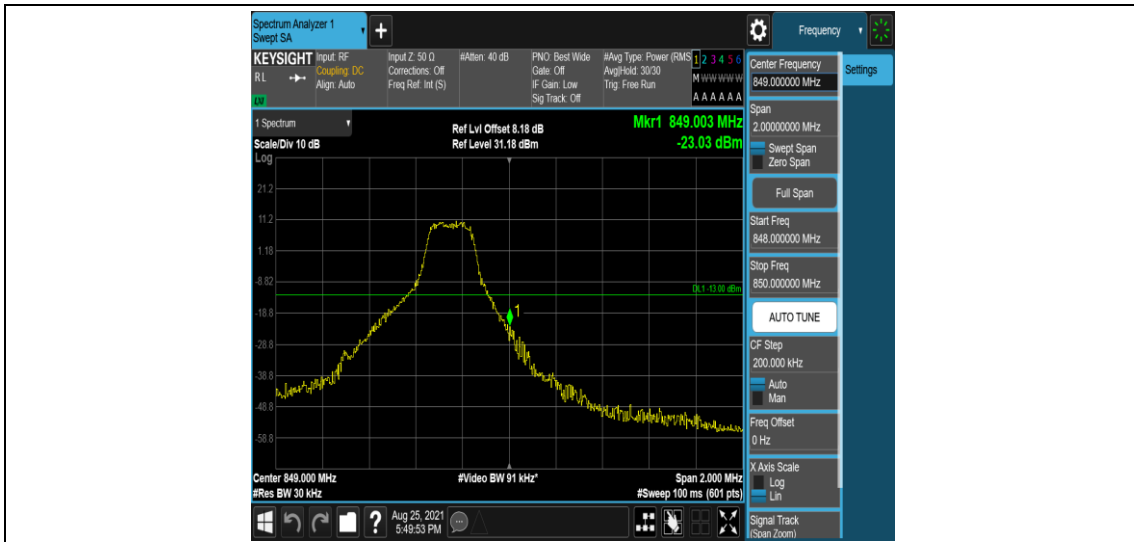 Spectrum Analyzer 1
Swept SA
Frequency
KEYSIGHT
RL
Input: RF
Coupling: DC
Align: Auto
Input Z: 50 Ω
Corrections: Off
Freq Ref: Int (S)
#Atten: 40 dB
PNO: Best Wide
Gate: Off
IF Gain: Low
Sig Track: Off
#Avg Type: Power (RMS
Avg|Hold: 30/30
Trig: Free Run
1 2 3 4 5 6
M W W W W W
A A A A A A
Settings
1 Spectrum
Scale/Div 10 dB
Ref Lvl Offset 8.18 dB
Ref Level 31.18 dBm
Mkr1 849.003 MHz
-23.03 dBm
Log
21.2
11.2
1.18
-8.82
-18.8
-28.8
-38.8
-48.8
-58.8
DL1 -13.00 dBm
1
Center 849.000 MHz
#Res BW 30 kHz
#Video BW 91 kHz*
Span 2.000 MHz
#Sweep 100 ms (601 pts)
Center Frequency
849.000000 MHz
Span
2.00000000 MHz
Swept Span
Zero Span
Full Span
Start Freq
848.000000 MHz
Stop Freq
850.000000 MHz
AUTO TUNE
CF Step
200.000 kHz
Auto
Man
Freq Offset
0 Hz
X Axis Scale
Log
Lin
Signal Track
(Span Zoom)
?
Aug 25, 2021
5:49:53 PM